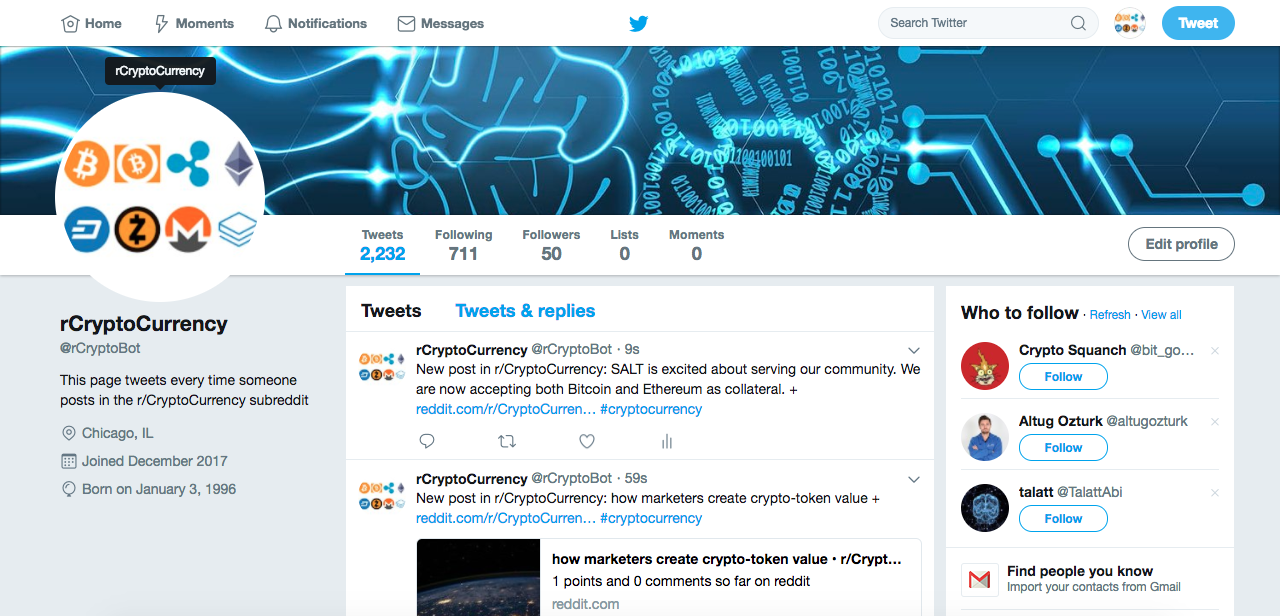 Home Moments Notifications Messages Search Twitter Tweet
rCryptoCurrency
Tweets Following Followers Lists Moments
2,232 711 50 0 0
Edit profile
rCryptoCurrency
@rCryptoBot
This page tweets every time someone
posts in the r/CryptoCurrency subreddit
Chicago, IL
Joined December 2017
Born on January 3, 1996
Tweets Tweets & replies
rCryptoCurrency @rCryptoBot · 9s
New post in r/CryptoCurrency: SALT is excited about serving our community. We
are now accepting both Bitcoin and Ethereum as collateral. +
reddit.com/r/CryptoCurren… #cryptocurrency
rCryptoCurrency @rCryptoBot · 59s
New post in r/CryptoCurrency: how marketers create crypto-token value +
reddit.com/r/CryptoCurren… #cryptocurrency
how marketers create crypto-token value • r/Crypt…
1 points and 0 comments so far on reddit
reddit.com
Who to follow · Refresh · View all
Crypto Squanch @bit_go…
Follow
Altug Ozturk @altugozturk
Follow
talatt @TalattAbi
Follow
Find people you know
Import your contacts from Gmail